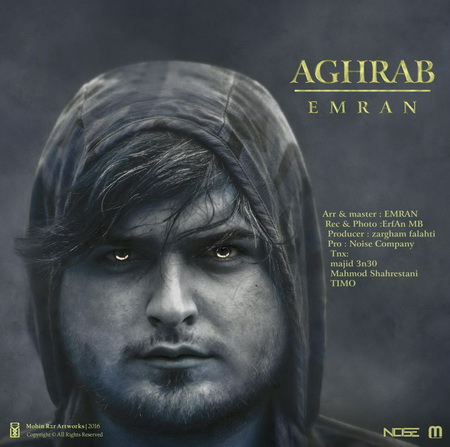 AGHRAB
EMRAN
Arr & master : EMRAN
Rec & Photo :ErfAn MB
Producer : zargham falahti
Pro : Noise Company
Tnx:
majid 3n30
Mahmod Shahrestani
TIMO
Mobin R2r Artworks | 2016
Copyright © All Rights Reserved
NOISE